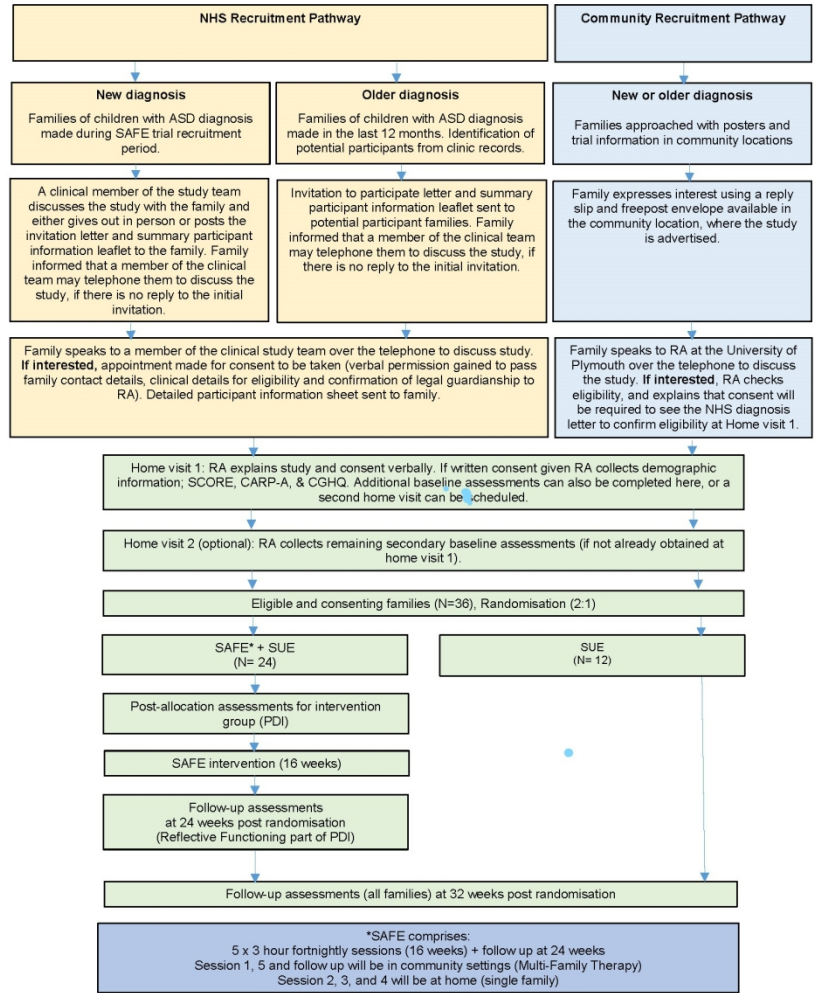 NHS Recruitment Pathway
Community Recruitment Pathway
New diagnosis
Families of children with ASD diagnosis
made during SAFE trial recruitment
period.
Older diagnosis
Families of children with ASD diagnosis
made in the last 12 months. Identification of
potential participants from clinic records.
New or older diagnosis
Families approached with posters and
trial information in community locations
A clinical member of the study team
discusses the study with the family and
either gives out in person or posts the
invitation letter and summary participant
information leaflet to the family. Family
informed that a member of the clinical
team may telephone them to discuss the
study, if there is no reply to the initial
invitation.
Invitation to participate letter and summary
participant information leaflet sent to
potential participant families. Family
informed that a member of the clinical team
may telephone them to discuss the study, if
there is no reply to the initial invitation.
Family expresses interest using a reply
slip and freepost envelope available in
the community location, where the study
is advertised.
Family speaks to a member of the clinical study team over the telephone to discuss study.
If interested, appointment made for consent to be taken (verbal permission gained to pass
family contact details, clinical details for eligibility and confirmation of legal guardianship to
RA). Detailed participant information sheet sent to family.
Family speaks to RA at the University of
Plymouth over the telephone to discuss
the study. If interested, RA checks
eligibility, and explains that consent will
be required to see the NHS diagnosis
letter to confirm eligibility at Home visit 1.
Home visit 1: RA explains study and consent verbally. If written consent given RA collects demographic
information; SCORE, CARP-A, & CGHQ. Additional baseline assessments can also be completed here, or a
second home visit can be scheduled.
Home visit 2 (optional): RA collects remaining secondary baseline assessments (if not already obtained at
home visit 1).
Eligible and consenting families (N=36), Randomisation (2:1)
SAFE* + SUE
(N= 24)
SUE
(N= 12)
Post-allocation assessments for intervention
group (PDI)
SAFE intervention (16 weeks)
Follow-up assessments
at 24 weeks post randomisation
(Reflective Functioning part of PDI)
Follow-up assessments (all families) at 32 weeks post randomisation
*SAFE comprises:
5 x 3 hour fortnightly sessions (16 weeks) + follow up at 24 weeks
Session 1, 5 and follow up will be in community settings (Multi-Family Therapy)
Session 2, 3, and 4 will be at home (single family)